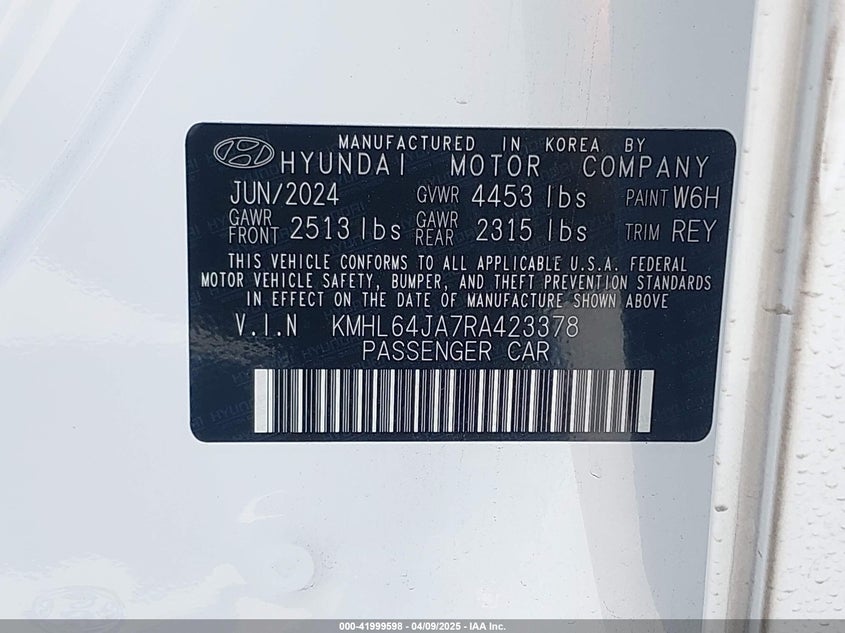 MANUFACTURED IN KOREA BY
HYUNDAI MOTOR COMPANY
JUN/2024 GVWR 4453 lbs PAINT W6H
GAWR FRONT 2513 lbs GAWR REAR 2315 lbs TRIM REY
THIS VEHICLE CONFORMS TO ALL APPLICABLE U.S.A. FEDERAL
MOTOR VEHICLE SAFETY, BUMPER, AND THEFT PREVENTION STANDARDS
IN EFFECT ON THE DATE OF MANUFACTURE SHOWN ABOVE
V.I.N KMHL64JA7RA423378
PASSENGER CAR
000-41999598 - 04/09/2025 - IAA Inc.